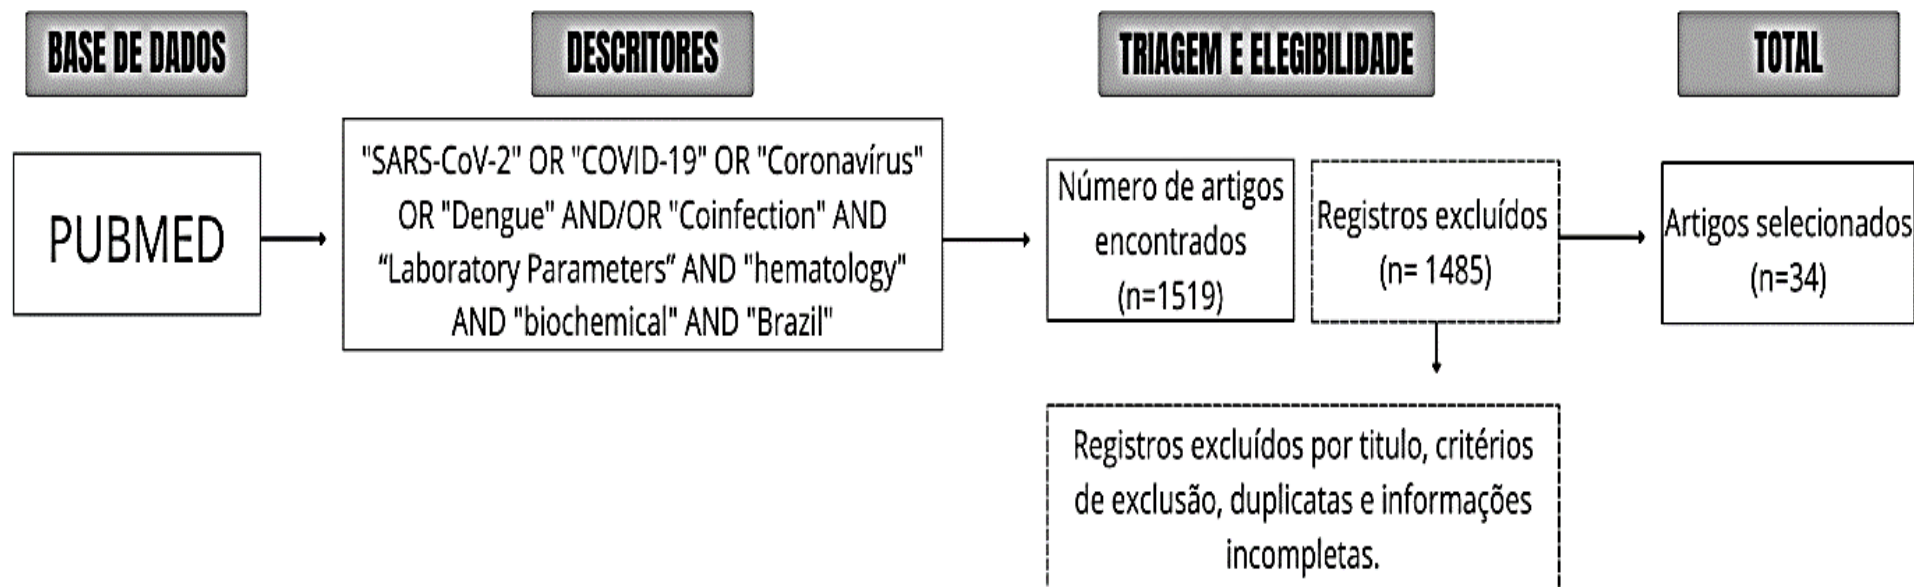 BASE DE DADOS
DESCRITORES
TRIAGEM E ELEGIBILIDADE
TOTAL
PUBMED
"SARS-CoV-2" OR "COVID-19" OR "Coronavírus"
OR "Dengue" AND/OR "Coinfection" AND
“Laboratory Parameters” AND "hematology"
AND "biochemical" AND "Brazil"
Número de artigos
encontrados
(n=1519)
Registros excluídos
(n= 1485)
Artigos selecionados
(n=34)
Registros excluídos por titulo, critérios
de exclusão, duplicatas e informações
incompletas.